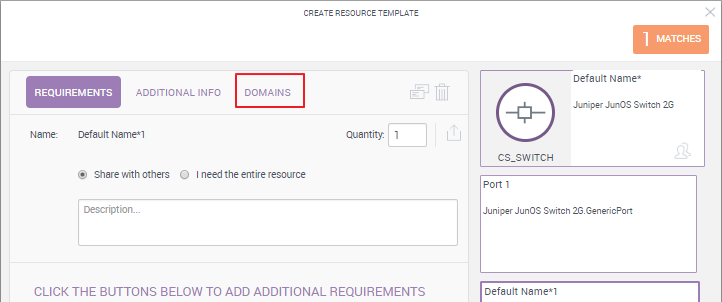 CREATE RESOURCE TEMPLATE
1 MATCHES
REQUIREMENTS
ADDITIONAL INFO
DOMAINS
Name:
Default Name*1
Quantity:
1
Share with others
I need the entire resource
Description...
CLICK THE BUTTONS BELOW TO ADD ADDITIONAL REQUIREMENTS
CS_SWITCH
Default Name*
Juniper JunOS Switch 2G
Port 1
Juniper JunOS Switch 2G.GenericPort
Default Name*1